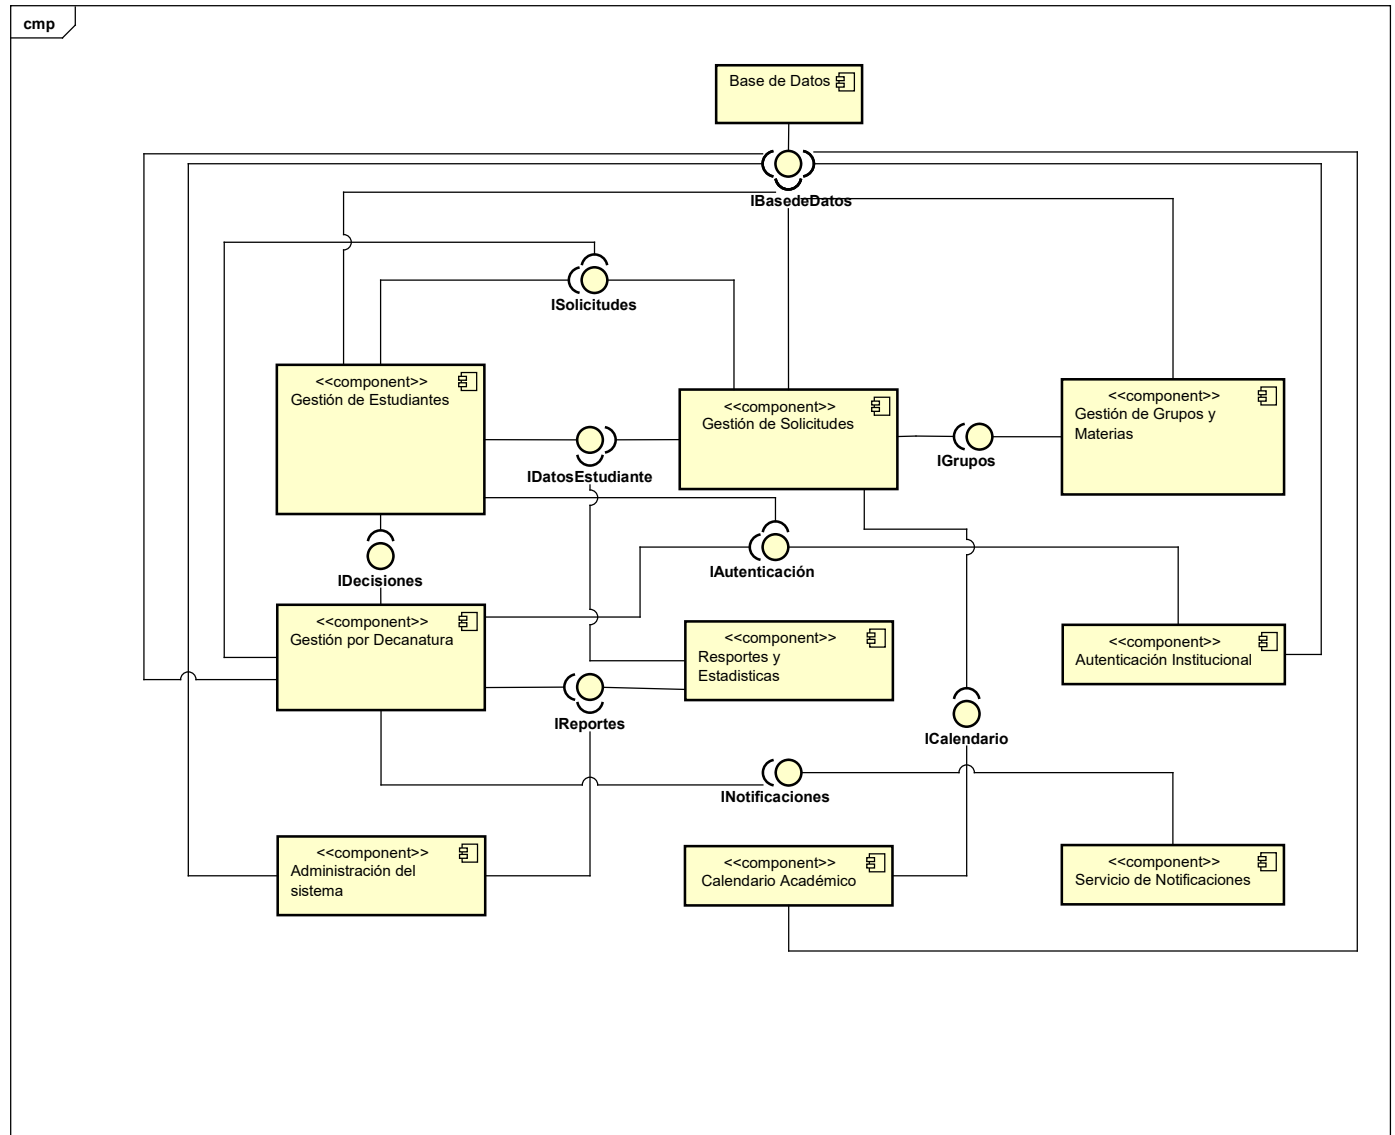 cmp
Base de Datos
IBasedeDatos
ISolicitudes
<<component>>
Gestión de Estudiantes
<<component>>
Gestión de Solicitudes
<<component>>
Gestión de Grupos y
Materias
IDatosEstudiante
IGrupos
IDecisiones
IAutenticación
<<component>>
Gestión por Decanatura
<<component>>
Resportes y
Estadisticas
<<component>>
Autenticación Institucional
IReportes
ICalendario
INotificaciones
<<component>>
Administración del
sistema
<<component>>
Calendario Académico
<<component>>
Servicio de Notificaciones